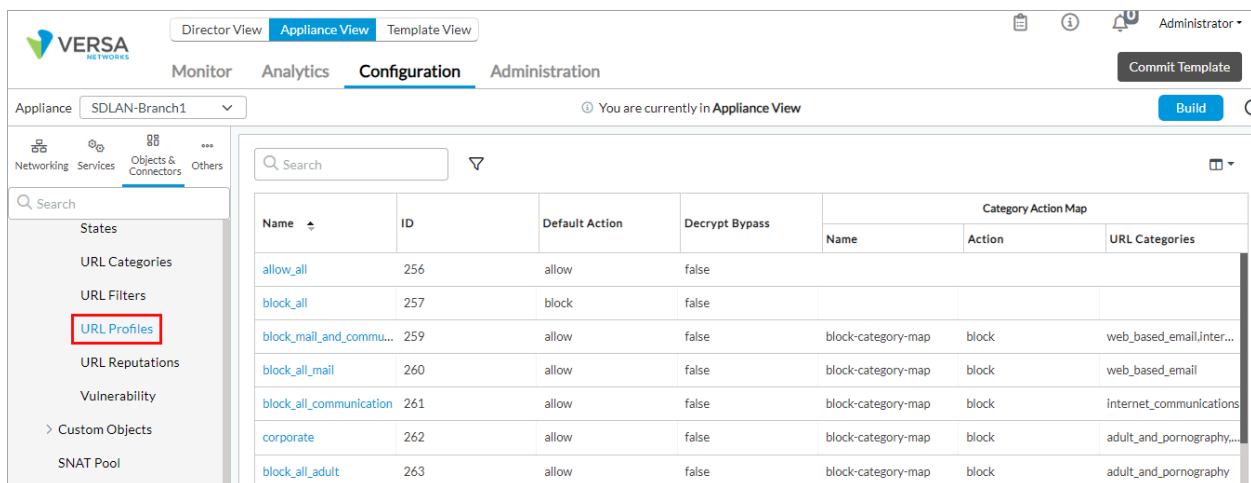 VERSA
NETWORKS
Director View Appliance View Template View
Administrator
Monitor Analytics Configuration Administration
Commit Template
Appliance SDLAN-Branch1
You are currently in Appliance View
Build
Networking Services Objects & Connectors Others
Search
Search
States
URL Categories
URL Filters
URL Profiles
URL Reputations
Vulnerability
Custom Objects
SNAT Pool
Category Action Map
Name ID Default Action Decrypt Bypass Name Action URL Categories
allow_all 256 allow false
block_all 257 block false
block_mail_and_commu... 259 allow false block-category-map block web_based_email,inter...
block_all_mail 260 allow false block-category-map block web_based_email
block_all_communication 261 allow false block-category-map block internet_communications
corporate 262 allow false block-category-map block adult_and_pornography,...
block_all_adult 263 allow false block-category-map block adult_and_pornography